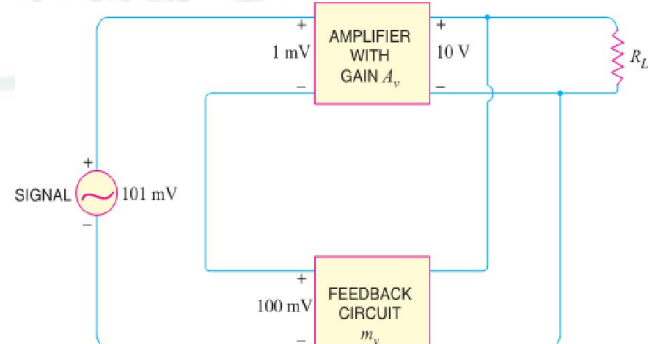 +
+
AMPLIFIER
WITH
GAIN A_v
1 mV
10 V
R_L
–
–
+
SIGNAL
101 mV
–
+
100 mV
FEEDBACK
CIRCUIT
m_v
–